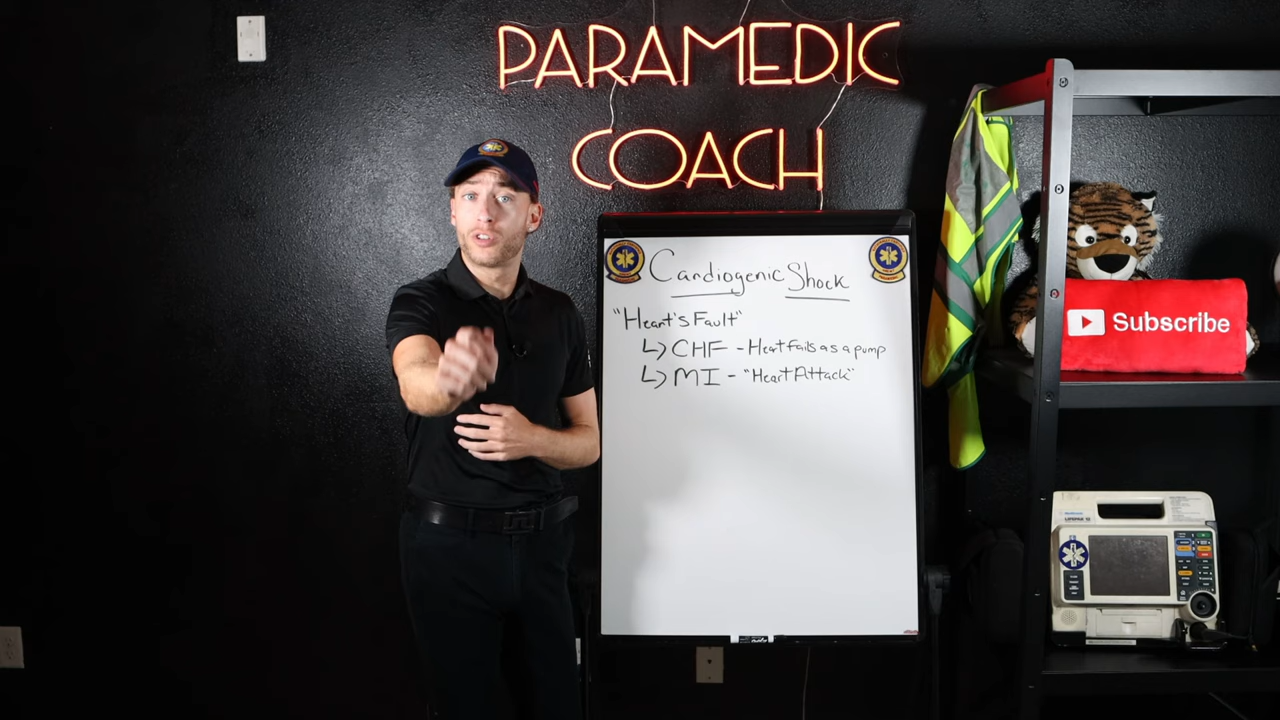 PARAMEDIC
COACH
Cardiogenic Shock
"Heart's Fault"
↳ CHF - Heart fails as a pump
↳ MI - "Heart Attack"
Subscribe